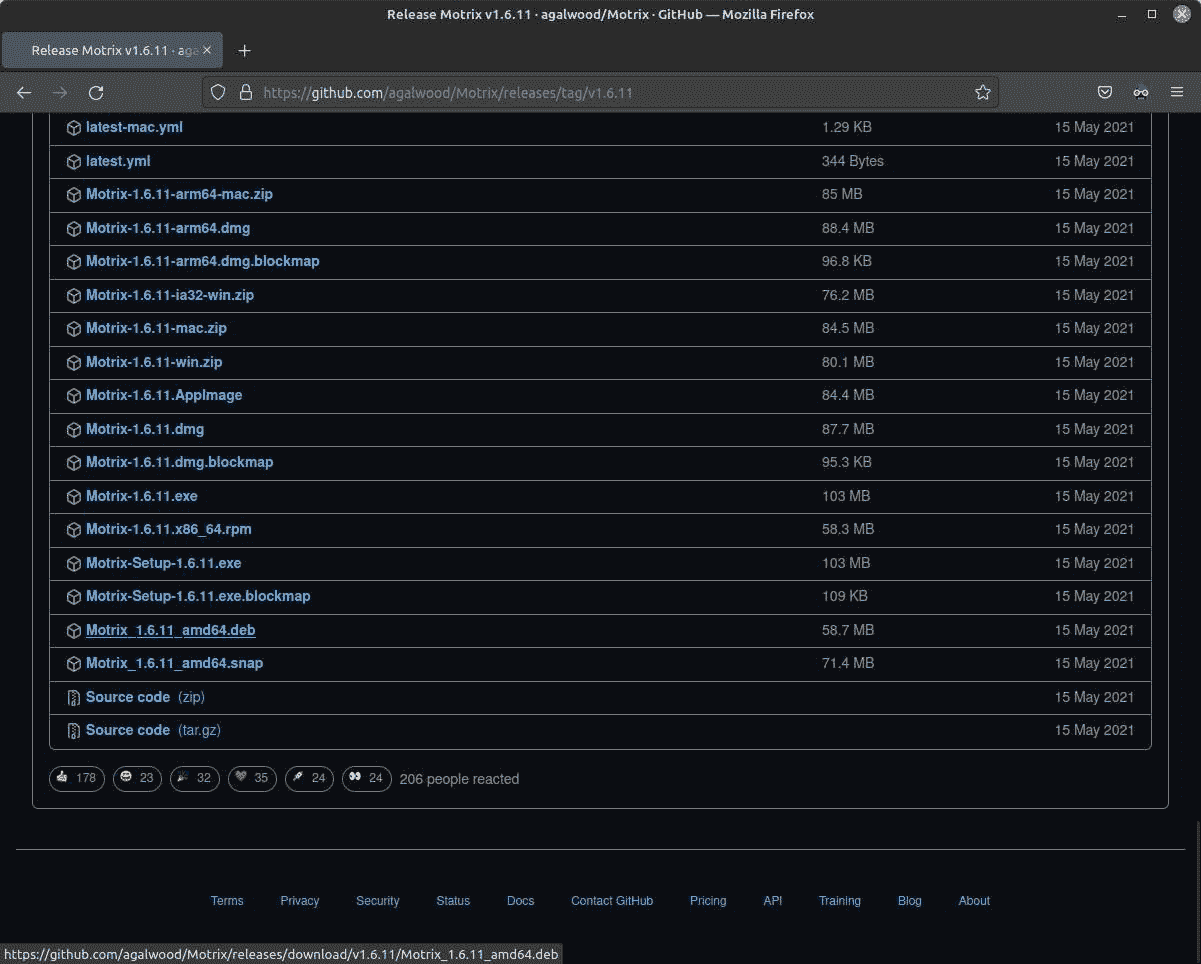 Release Motrix v1.6.11 · agalwood/Motrix · GitHub — Mozilla Firefox
Release Motrix v1.6.11 · aga
https://github.com/agalwood/Motrix/releases/tag/v1.6.11
latest-mac.yml 1.29 KB 15 May 2021
latest.yml 344 Bytes 15 May 2021
Motrix-1.6.11-arm64-mac.zip 85 MB 15 May 2021
Motrix-1.6.11-arm64.dmg 88.4 MB 15 May 2021
Motrix-1.6.11-arm64.dmg.blockmap 96.8 KB 15 May 2021
Motrix-1.6.11-ia32-win.zip 76.2 MB 15 May 2021
Motrix-1.6.11-mac.zip 84.5 MB 15 May 2021
Motrix-1.6.11-win.zip 80.1 MB 15 May 2021
Motrix-1.6.11.AppImage 84.4 MB 15 May 2021
Motrix-1.6.11.dmg 87.7 MB 15 May 2021
Motrix-1.6.11.dmg.blockmap 95.3 KB 15 May 2021
Motrix-1.6.11.exe 103 MB 15 May 2021
Motrix-1.6.11.x86_64.rpm 58.3 MB 15 May 2021
Motrix-Setup-1.6.11.exe 103 MB 15 May 2021
Motrix-Setup-1.6.11.exe.blockmap 109 KB 15 May 2021
Motrix_1.6.11_amd64.deb 58.7 MB 15 May 2021
Motrix_1.6.11_amd64.snap 71.4 MB 15 May 2021
Source code (zip) 15 May 2021
Source code (tar.gz) 15 May 2021
178 23 32 35 24 24 206 people reacted
Terms Privacy Security Status Docs Contact GitHub Pricing API Training Blog About
https://github.com/agalwood/Motrix/releases/download/v1.6.11/Motrix_1.6.11_amd64.deb